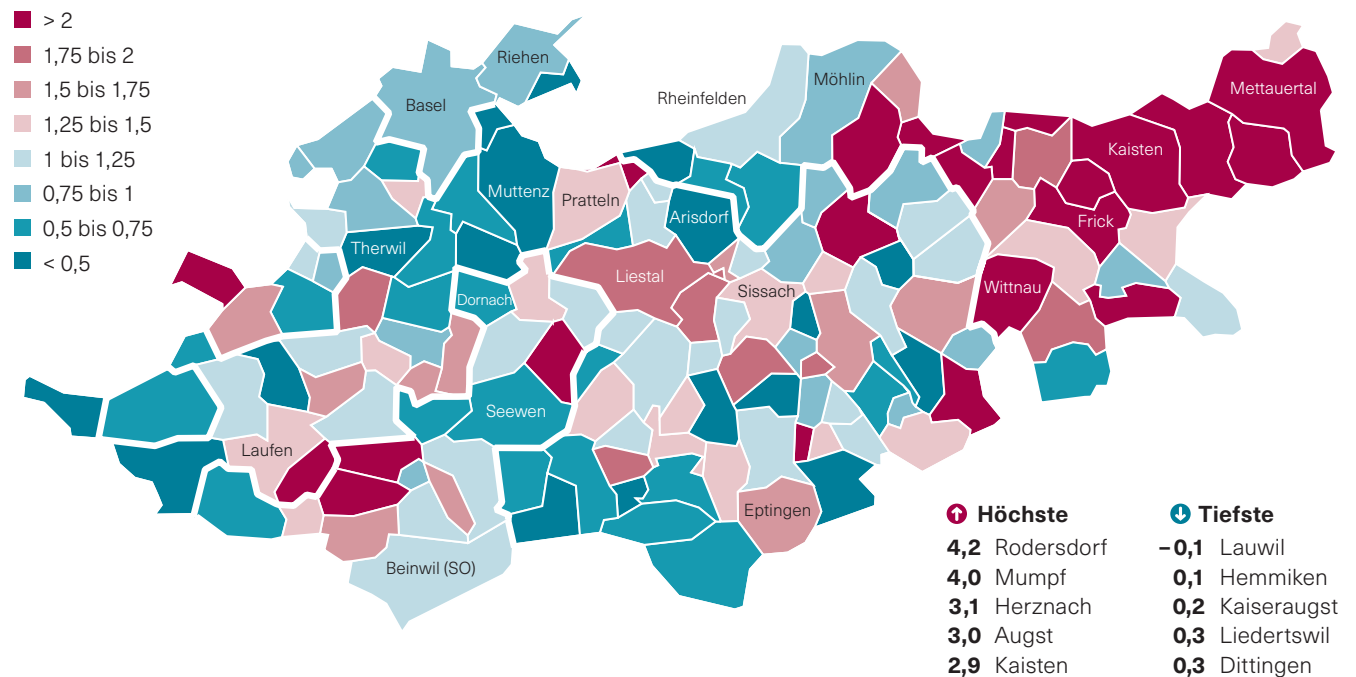 > 2
1,75 bis 2
1,5 bis 1,75
1,25 bis 1,5
1 bis 1,25
0,75 bis 1
0,5 bis 0,75
< 0,5
Riehen
Basel
Rheinfelden
Möhlin
Mettauertal
Kaisten
Muttenz
Pratteln
Arisdorf
Frick
Therwil
Liestal
Sissach
Wittnau
Dornach
Seewen
Laufen
Eptingen
Beinwil (SO)
Höchste
4,2 Rodersdorf
4,0 Mumpf
3,1 Herznach
3,0 Augst
2,9 Kaisten
Tiefste
–0,1 Lauwil
0,1 Hemmiken
0,2 Kaiseraugst
0,3 Liedertswil
0,3 Dittingen